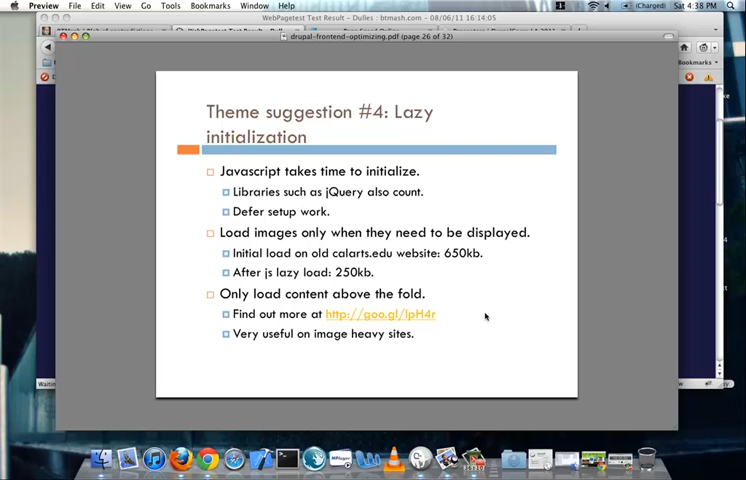 Preview File Edit View Go Tools Bookmarks Window Help (Charged) Sat 4:38 PM
WebPagetest Test Result - Dulles : btmash.com - 08/06/11 16:14:05
drupal-frontend-optimizing.pdf (page 26 of 32)
Bookmarks
Theme suggestion #4: Lazy
initialization
Javascript takes time to initialize.
Libraries such as jQuery also count.
Defer setup work.
Load images only when they need to be displayed.
Initial load on old calarts.edu website: 650kb.
After js lazy load: 250kb.
Only load content above the fold.
Find out more at http://goo.gl/lpH4r
Very useful on image heavy sites.
MPlayer